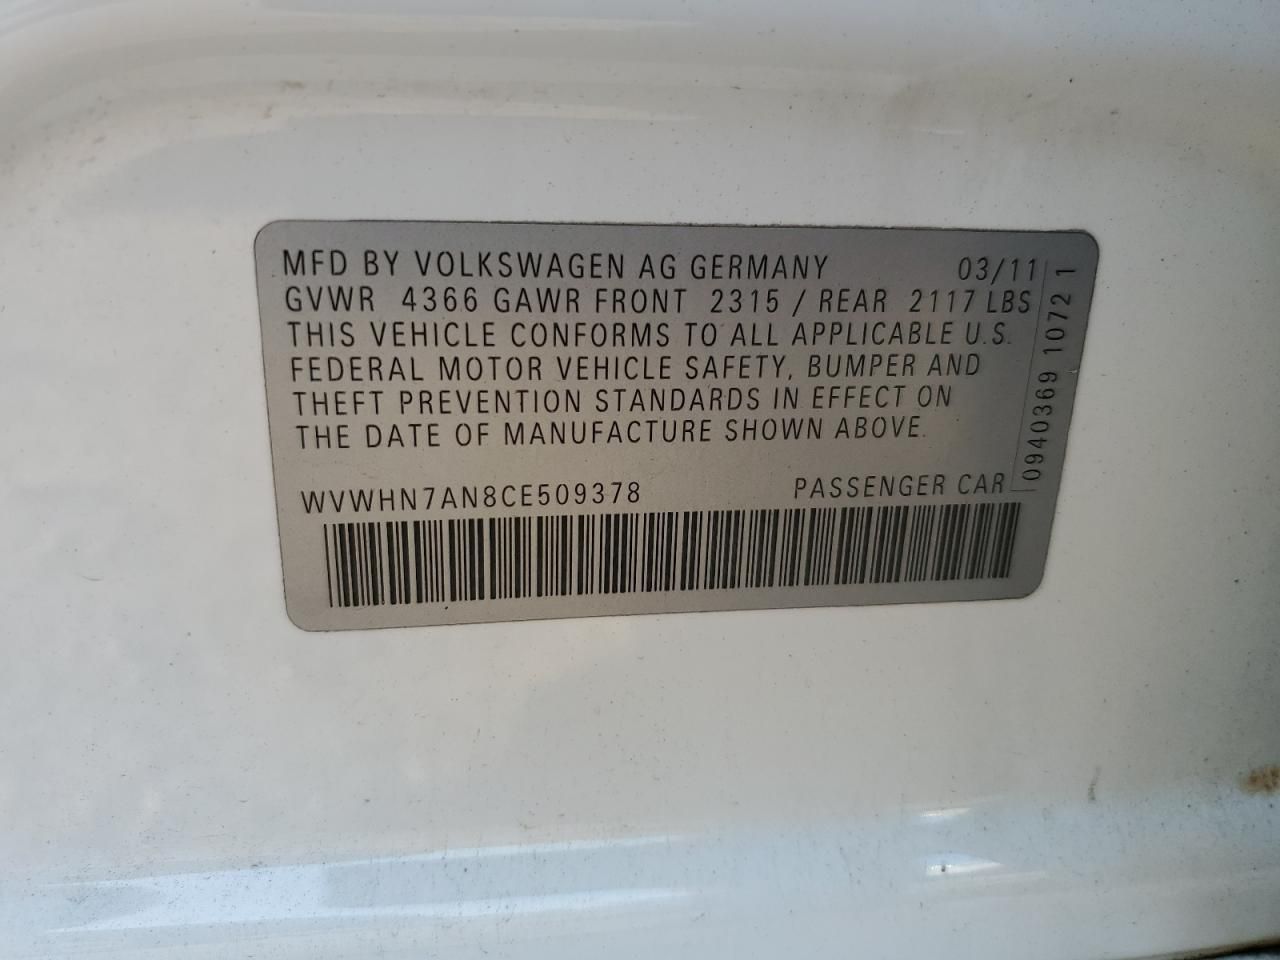 MFD BY VOLKSWAGEN AG GERMANY 03/11
GVWR 4366 GAWR FRONT 2315 / REAR 2117 LBS
THIS VEHICLE CONFORMS TO ALL APPLICABLE U.S.
FEDERAL MOTOR VEHICLE SAFETY, BUMPER AND
THEFT PREVENTION STANDARDS IN EFFECT ON
THE DATE OF MANUFACTURE SHOWN ABOVE.
WVWHN7AN8CE509378 PASSENGER CAR
0940369 1072 1